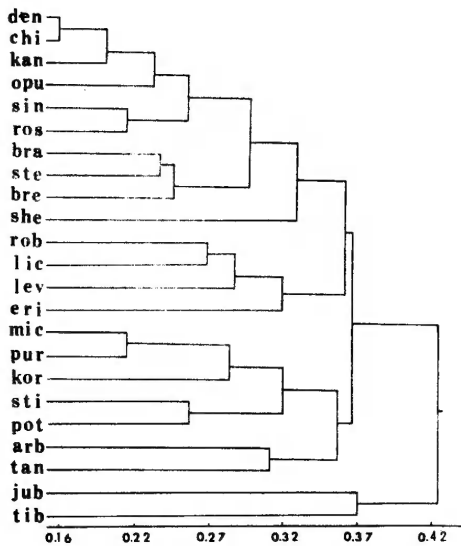 den
chi
kan
opu
sin
ros
bra
ste
bre
she
rob
lic
lev
eri
mic
pur
kor
sti
pot
arb
tan
jub
tib
0.16 0.22 0.27 0.32 0.37 0.42